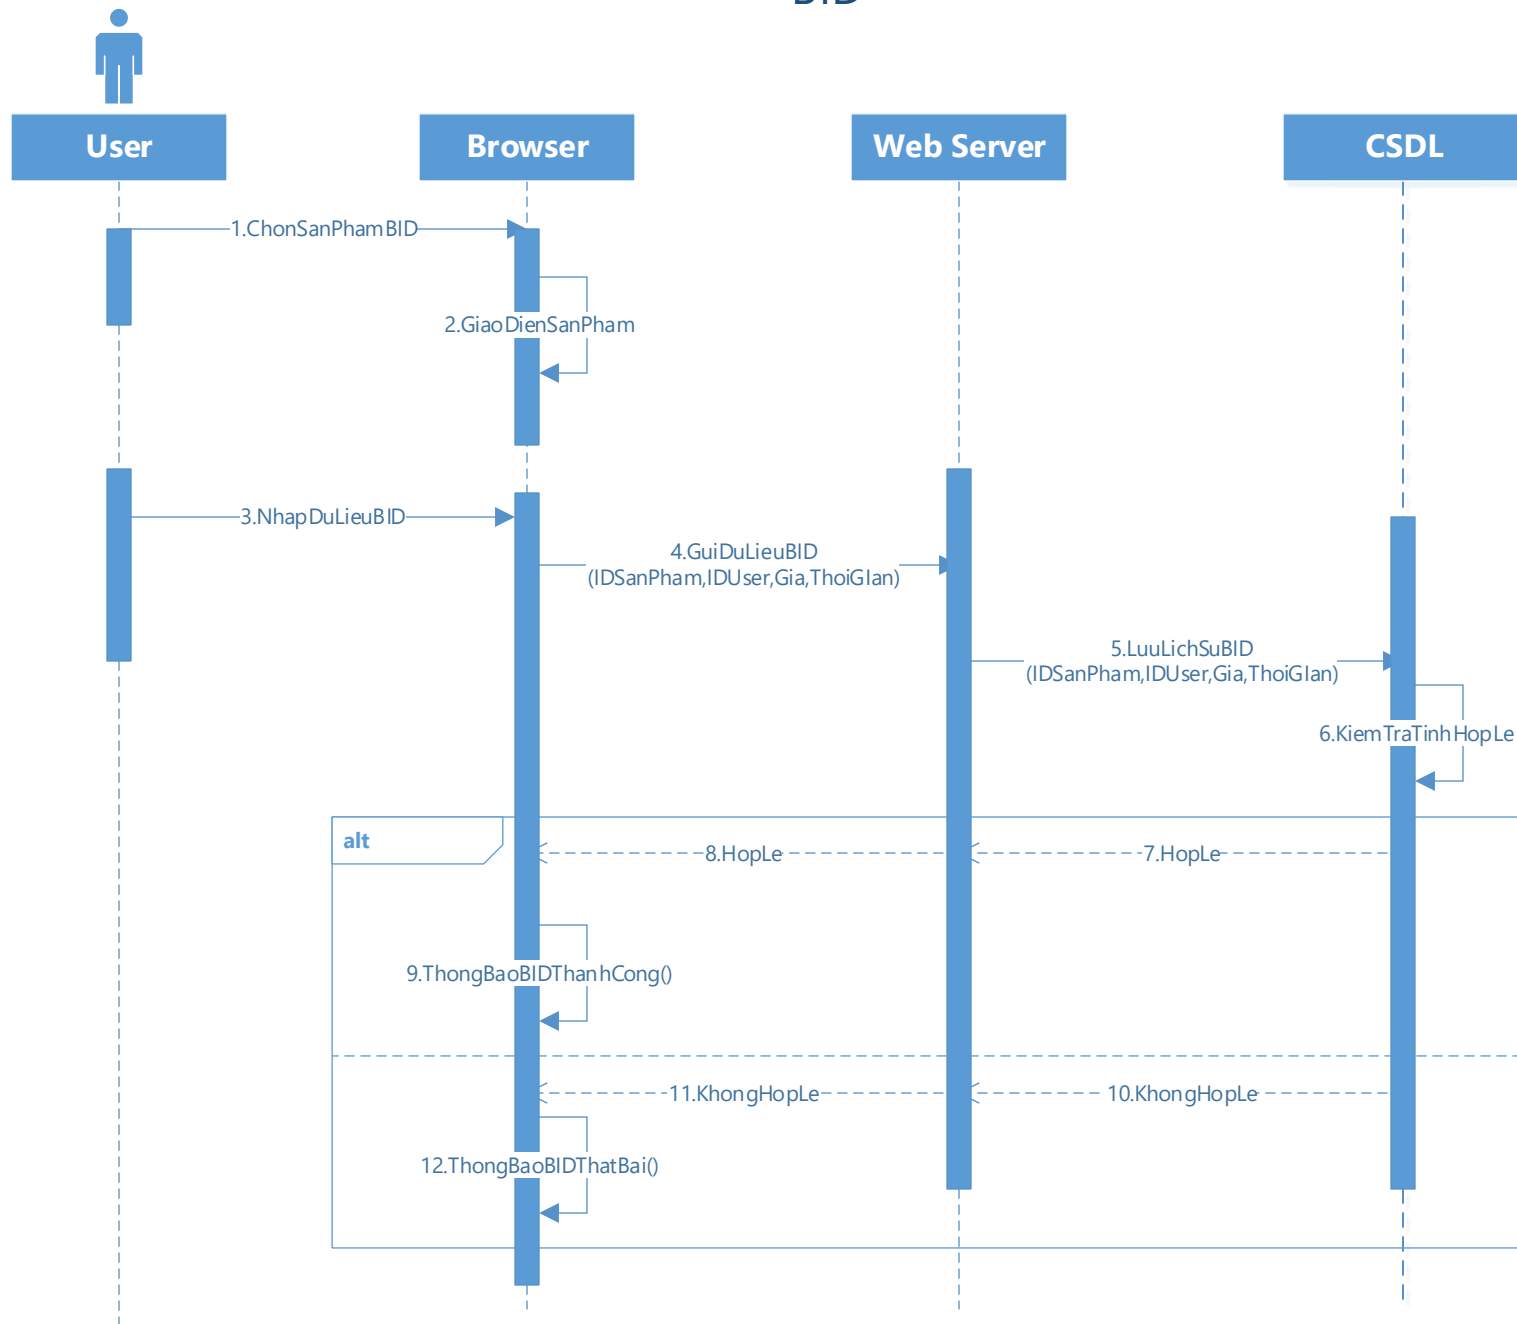 BID
User
Browser
Web Server
CSDL
1.ChonSanPhamBID
2.GiaoDienSanPham
3.NhapDuLieuBID
4.GuiDuLieuBID
(IDSanPham,IDUser,Gia,ThoiGIan)
5.LuuLichSuBID
(IDSanPham,IDUser,Gia,ThoiGIan)
6.KiemTraTinhHopLe
alt
8.HopLe
7.HopLe
9.ThongBaoBIDThanhCong()
11.KhongHopLe
10.KhongHopLe
12.ThongBaoBIDThatBai()